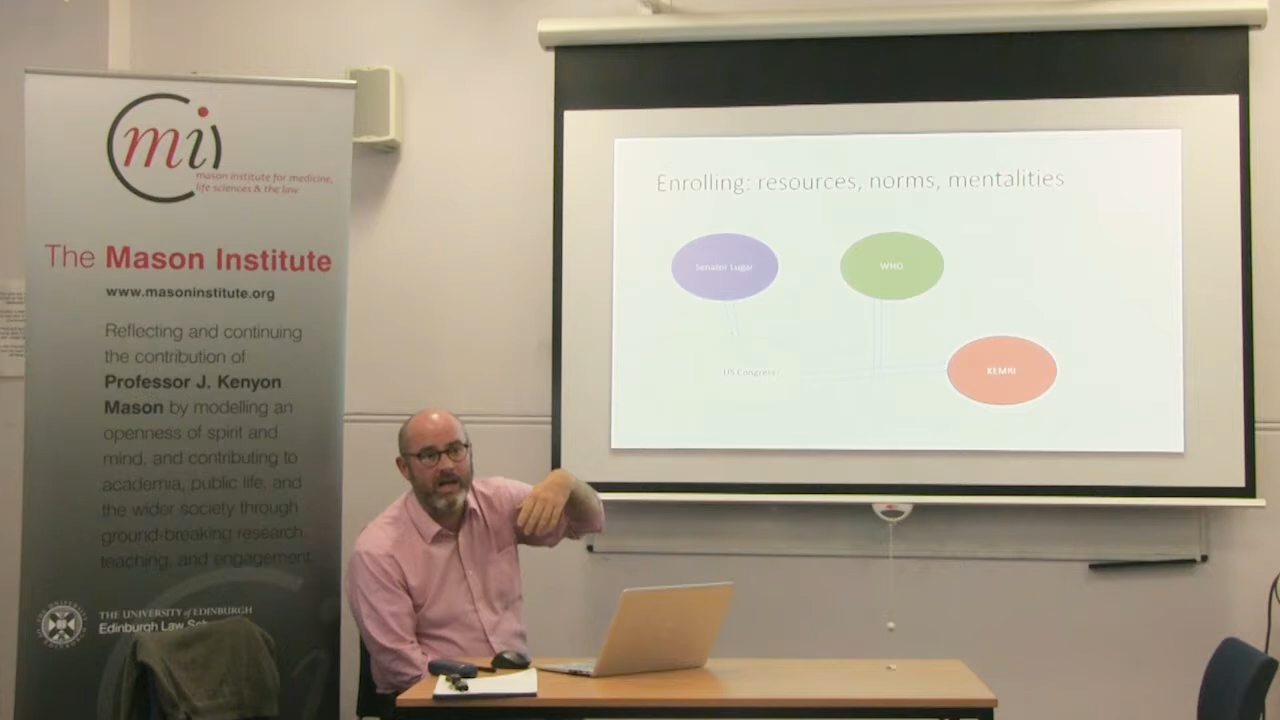 mi
mason institute for medicine,
life sciences & the law
The Mason Institute
www.masoninstitute.org
Reflecting and continuing
the contribution of
Professor J. Kenyon
Mason by modelling an
openness of spirit and
mind, and contributing to
academia, public life, and
the wider society through
ground-breaking research,
teaching, and engagement.
THE UNIVERSITY of EDINBURGH
Edinburgh Law
Enrolling: resources, norms, mentalities
Senator Lugar
WHO
US Congress
KEMRI